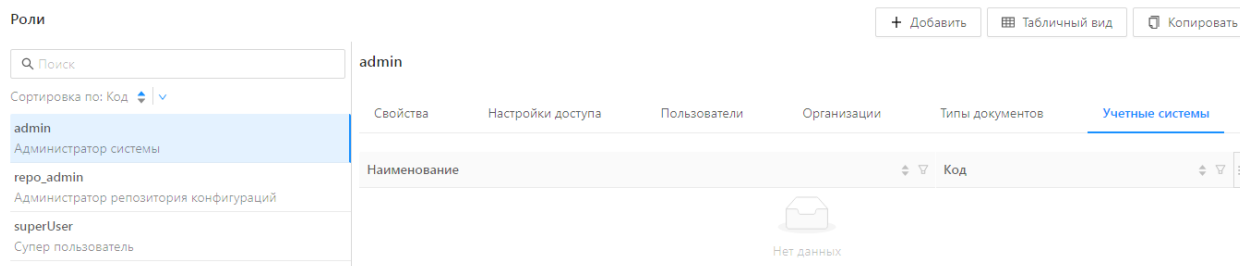 Роли
Добавить
Табличный вид
Копировать
Поиск
Сортировка по: Код
admin
Администратор системы
repo_admin
Администратор репозитория конфигураций
superUser
Супер пользователь
admin
Свойства
Настройки доступа
Пользователи
Организации
Типы документов
Учетные системы
Наименование
Код
Нет данных